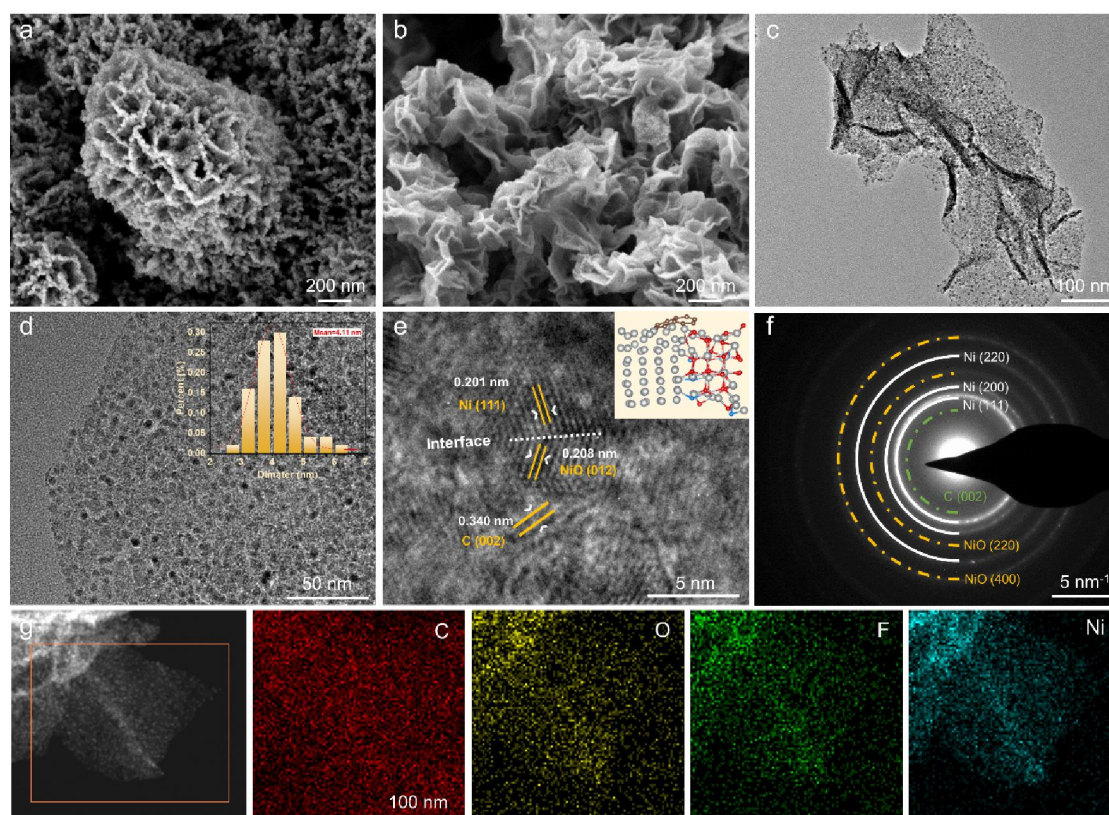 a
200 nm
b
200 nm
c
100 nm
d
Mean=4.11 nm
Percent (%)
0.30
0.25
0.20
0.15
0.10
0.05
0.00
2 3 4 5 6 7
Dimater (nm)
50 nm
e
0.201 nm
Ni (111)
Interface
0.208 nm
NiO (012)
0.340 nm
C (002)
5 nm
f
Ni (220)
Ni (200)
Ni (111)
C (002)
NiO (220)
NiO (400)
5 nm-1
g
C
100 nm
O
F
Ni